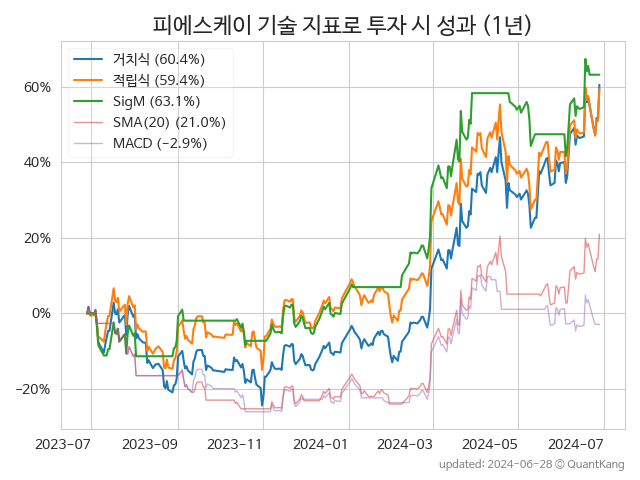 피에스케이 기술 지표로 투자 시 성과 (1년)
거치식 (60.4%)
적립식 (59.4%)
SigM (63.1%)
SMA(20) (21.0%)
MACD (−2.9%)
60%
40%
20%
0%
−20%
2023-07 2023-09 2023-11 2024-01 2024-03 2024-05 2024-07
updated: 2024-06-28 ⓒ QuantKang